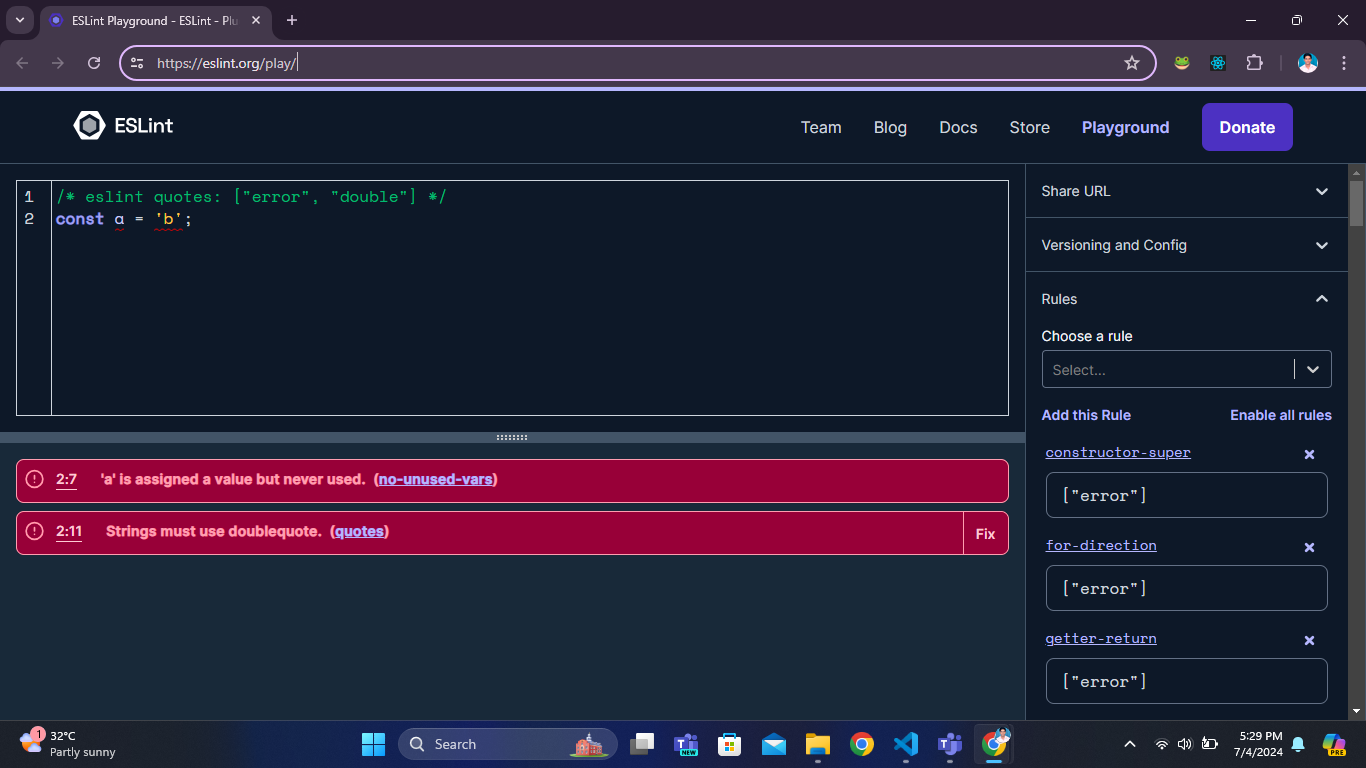 ESLint Playground - ESLint - Plu
https://eslint.org/play/
ESLint
Team
Blog
Docs
Store
Playground
Donate
1 /* eslint quotes: ["error", "double"] */
2 const a = 'b';
2:7 'a' is assigned a value but never used. (no-unused-vars)
2:11 Strings must use doublequote. (quotes)
Fix
Share URL
Versioning and Config
Rules
Choose a rule
Select...
Add this Rule
Enable all rules
constructor-super
["error"]
for-direction
["error"]
getter-return
["error"]
1
32°C
Partly sunny
Search
NEW
5:29 PM
7/4/2024
PRE